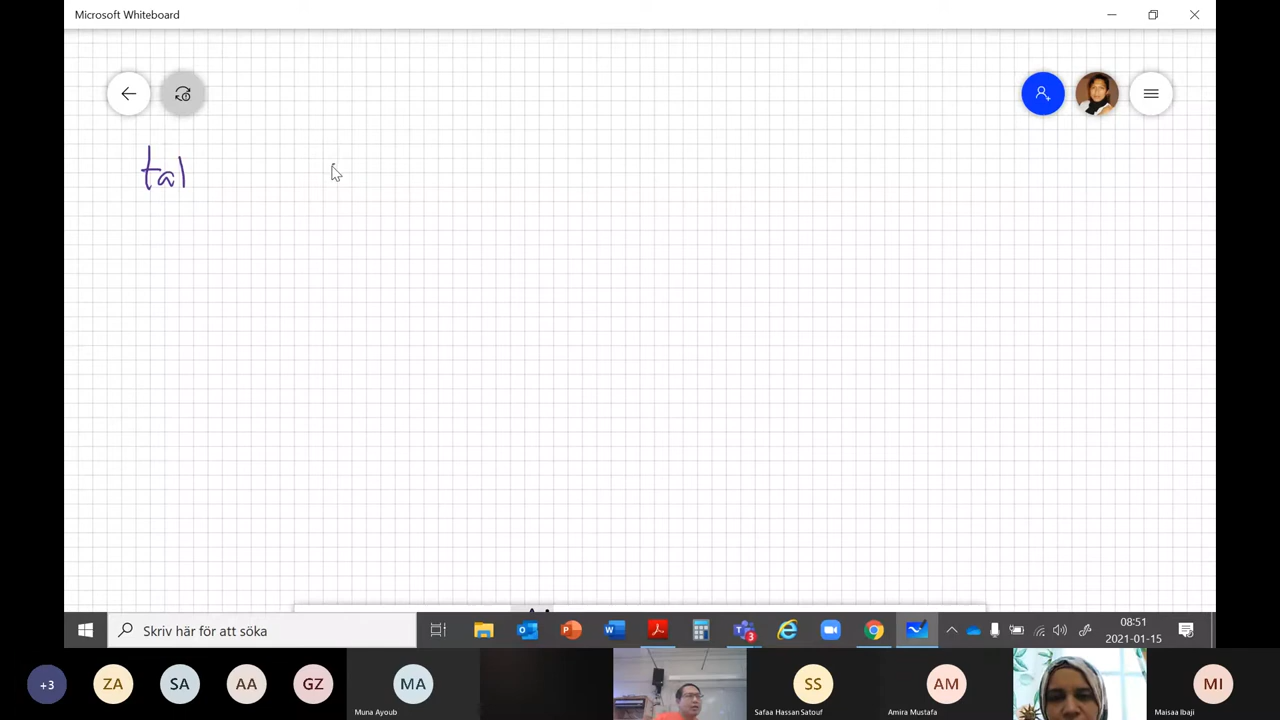 Microsoft Whiteboard
tal
Skriv här för att söka
3
08:51
2021-01-15
+3
ZA
SA
AA
GZ
MA
Muna Ayoub
SS
Safaa Hassan Satouf
AM
Amira Mustafa
MI
Maisaa Ibaji